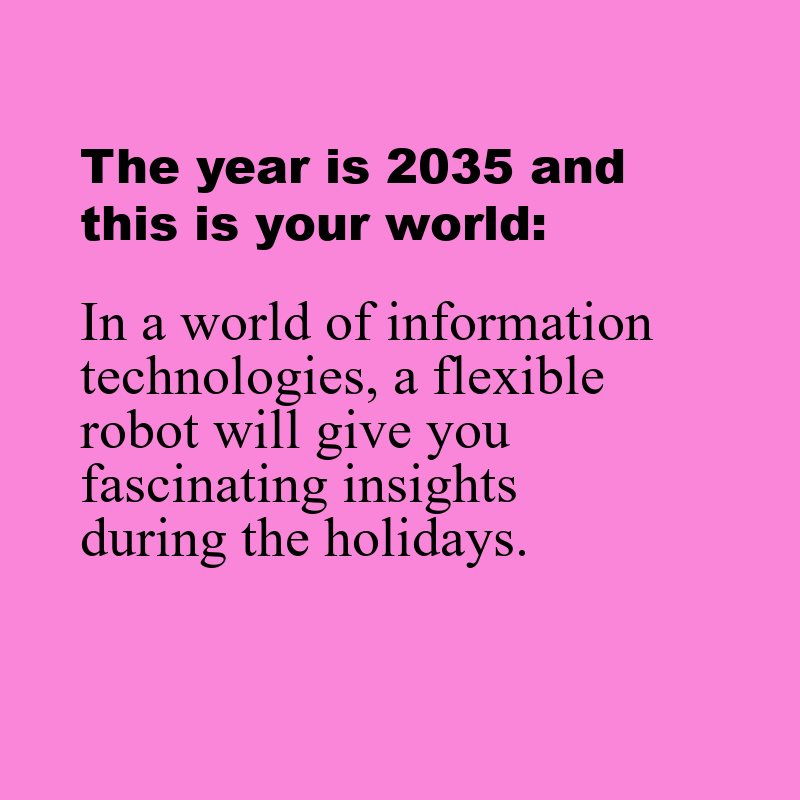 The year is 2035 and
this is your world:
In a world of information
technologies, a flexible
robot will give you
fascinating insights
during the holidays.